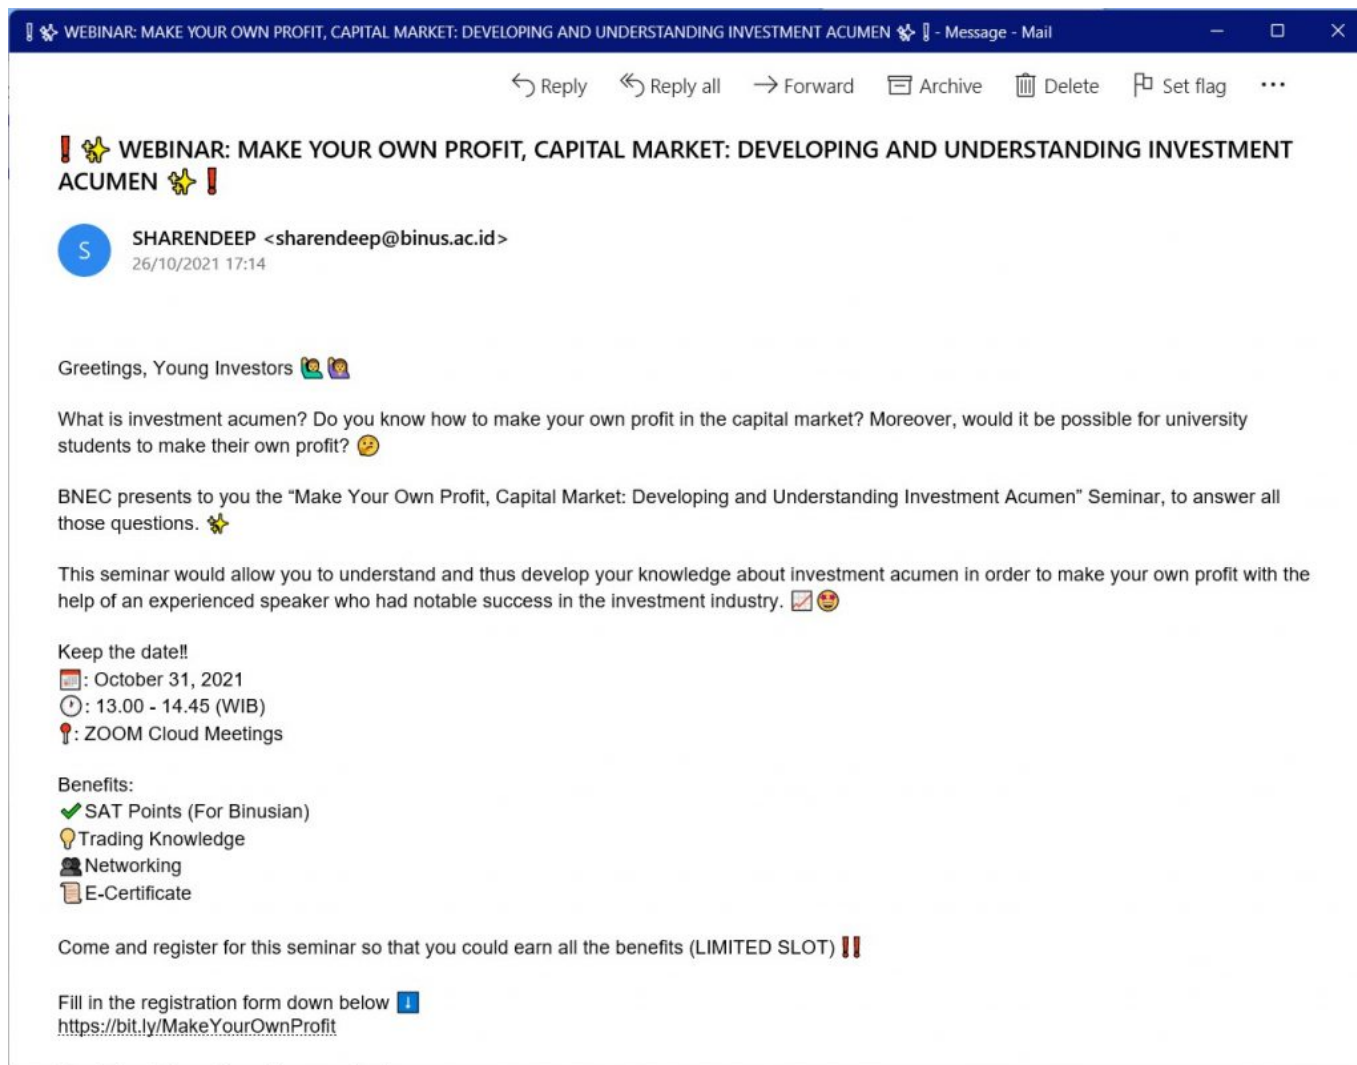 ❗ ✨ WEBINAR: MAKE YOUR OWN PROFIT, CAPITAL MARKET: DEVELOPING AND UNDERSTANDING INVESTMENT ACUMEN ✨ ❗ - Message - Mail
Reply Reply all Forward Archive Delete Set flag ...
❗ ✨ WEBINAR: MAKE YOUR OWN PROFIT, CAPITAL MARKET: DEVELOPING AND UNDERSTANDING INVESTMENT
ACUMEN ✨ ❗
S
SHARENDEEP <sharendeep@binus.ac.id>
26/10/2021 17:14
Greetings, Young Investors 🙋‍♂️ 🙋‍♀️
What is investment acumen? Do you know how to make your own profit in the capital market? Moreover, would it be possible for university
students to make their own profit? 🤔
BNEC presents to you the “Make Your Own Profit, Capital Market: Developing and Understanding Investment Acumen” Seminar, to answer all
those questions. ✨
This seminar would allow you to understand and thus develop your knowledge about investment acumen in order to make your own profit with the
help of an experienced speaker who had notable success in the investment industry. 📈🤩
Keep the date‼
📅: October 31, 2021
🕐: 13.00 - 14.45 (WIB)
📍: ZOOM Cloud Meetings
Benefits:
✔SAT Points (For Binusian)
💡Trading Knowledge
👥Networking
📜E-Certificate
Come and register for this seminar so that you could earn all the benefits (LIMITED SLOT) ‼
Fill in the registration form down below ⬇
https://bit.ly/MakeYourOwnProfit